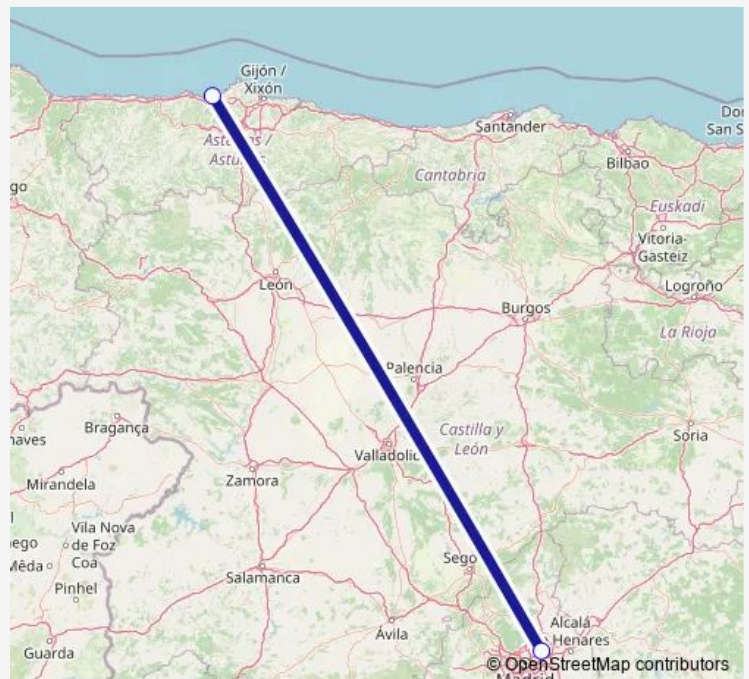 Gijón /
Xixón
Santander
Bilbao
Cantabria
Euskadi
Vitoria-
Gasteiz
León
Logroño
Burgos
La Rioja
Palencia
Bragança
Castilla y
León
Soria
Zamora
Mirandela
Vila Nova
de Foz
Coa
Mêda
Pinhel
Salamanca
Ávila
Alcalá
Henares
Guarda
© OpenStreetMap contributors